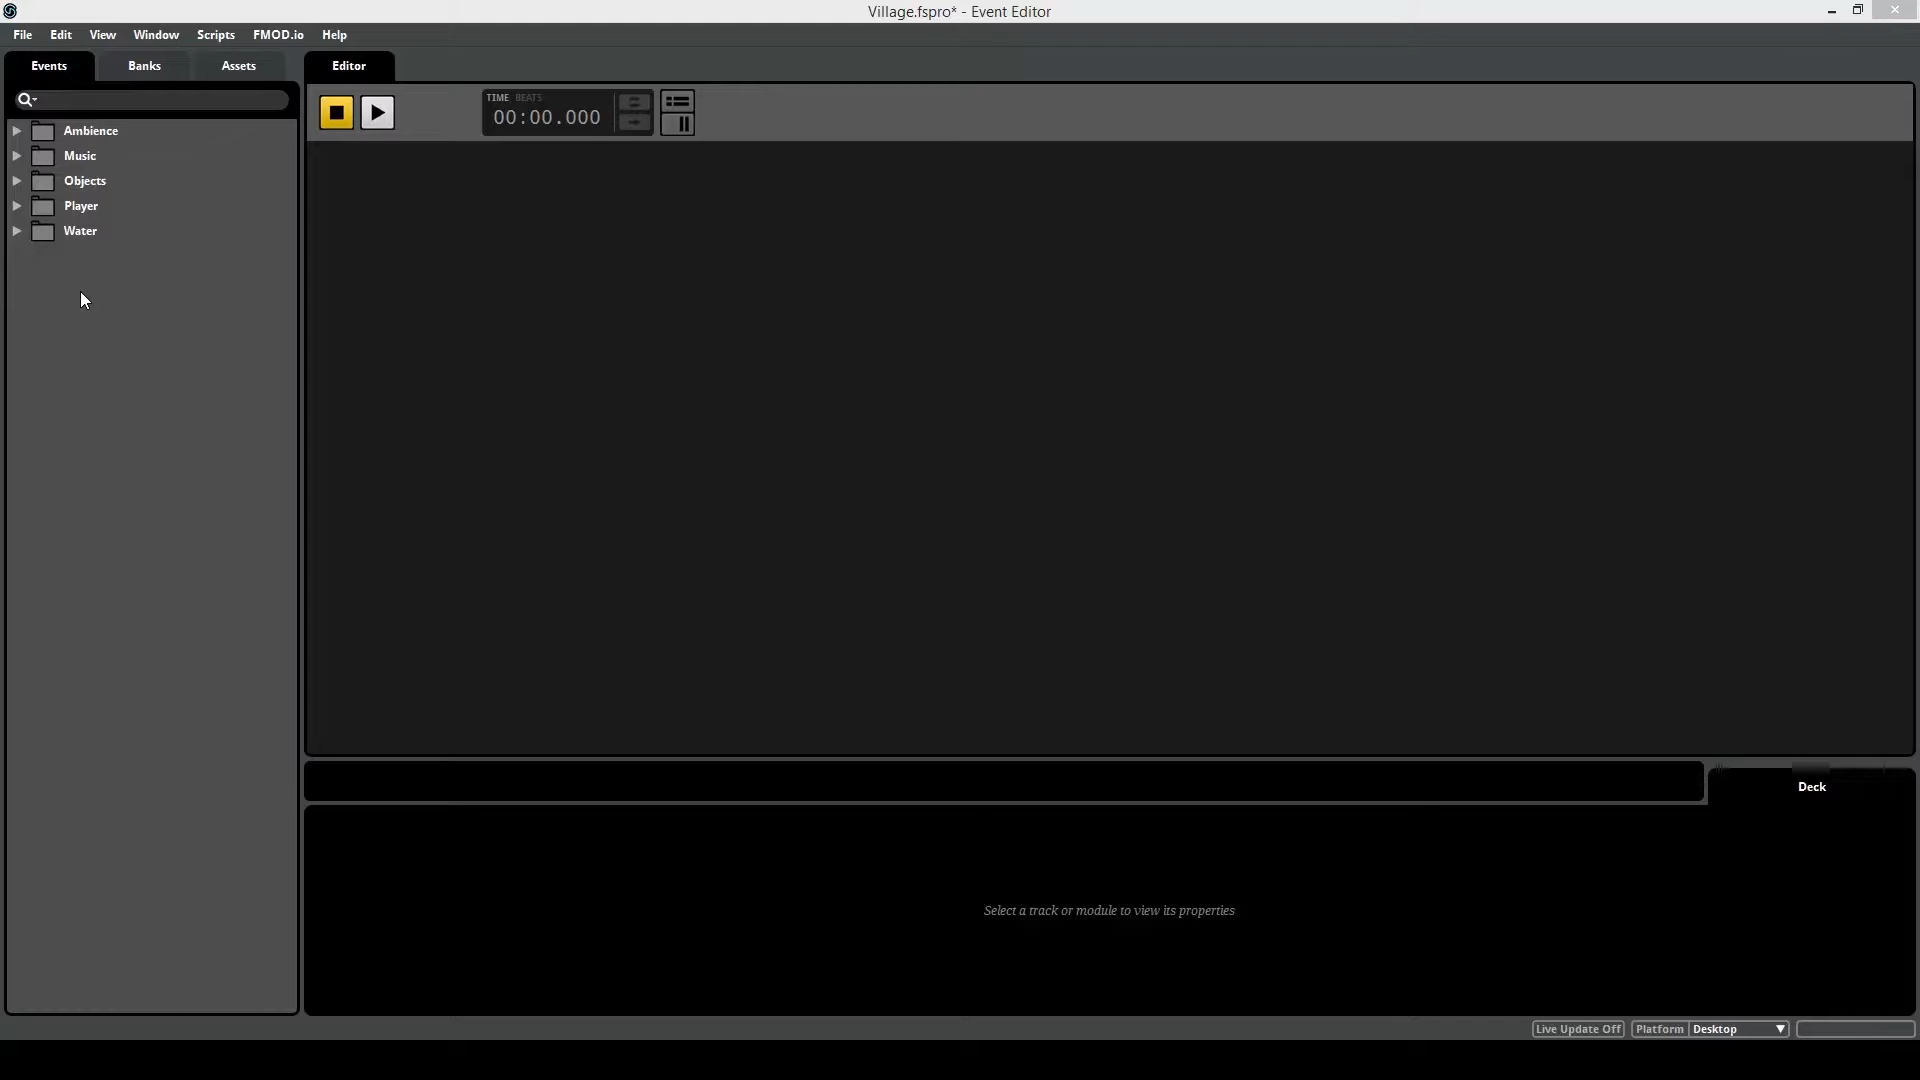 Village.fspro* - Event Editor
File Edit View Window Scripts FMOD.io Help
Events Banks Assets Editor
TIME BEATS
00:00.000
Ambience
Music
Objects
Player
Water
Deck
Select a track or module to view its properties
Live Update Off Platform Desktop